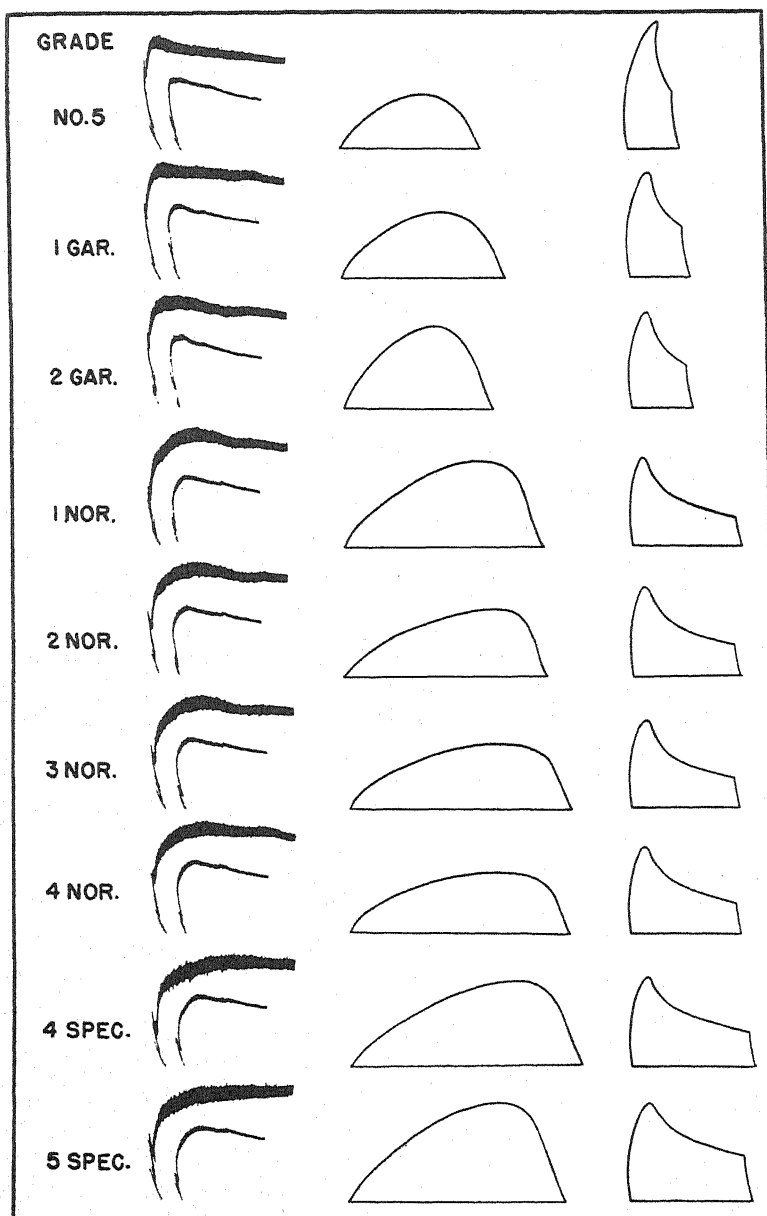 GRADE
NO.5
1 GAR.
2 GAR.
1 NOR.
2 NOR.
3 NOR.
4 NOR.
4 SPEC.
5 SPEC.